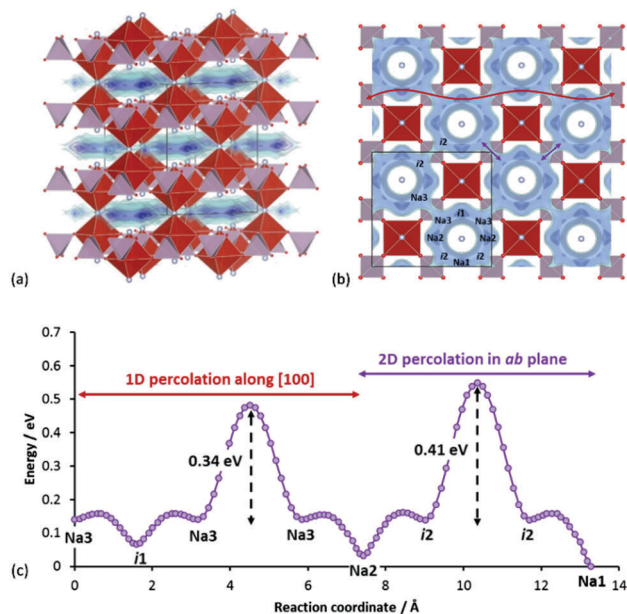 (a)
i2
i2
Na3
i1
Na3
Na3
Na2
Na2
i2
i2
Na1
(b)
0.7
0.6
0.5
0.4
0.3
0.2
0.1
0
Energy / eV
1D percolation along [100]
2D percolation in ab plane
0.34 eV
0.41 eV
Na3
i1
Na3
Na3
Na2
i2
i2
Na1
(c)
0
2
4
6
8
10
12
14
Reaction coordinate / Å